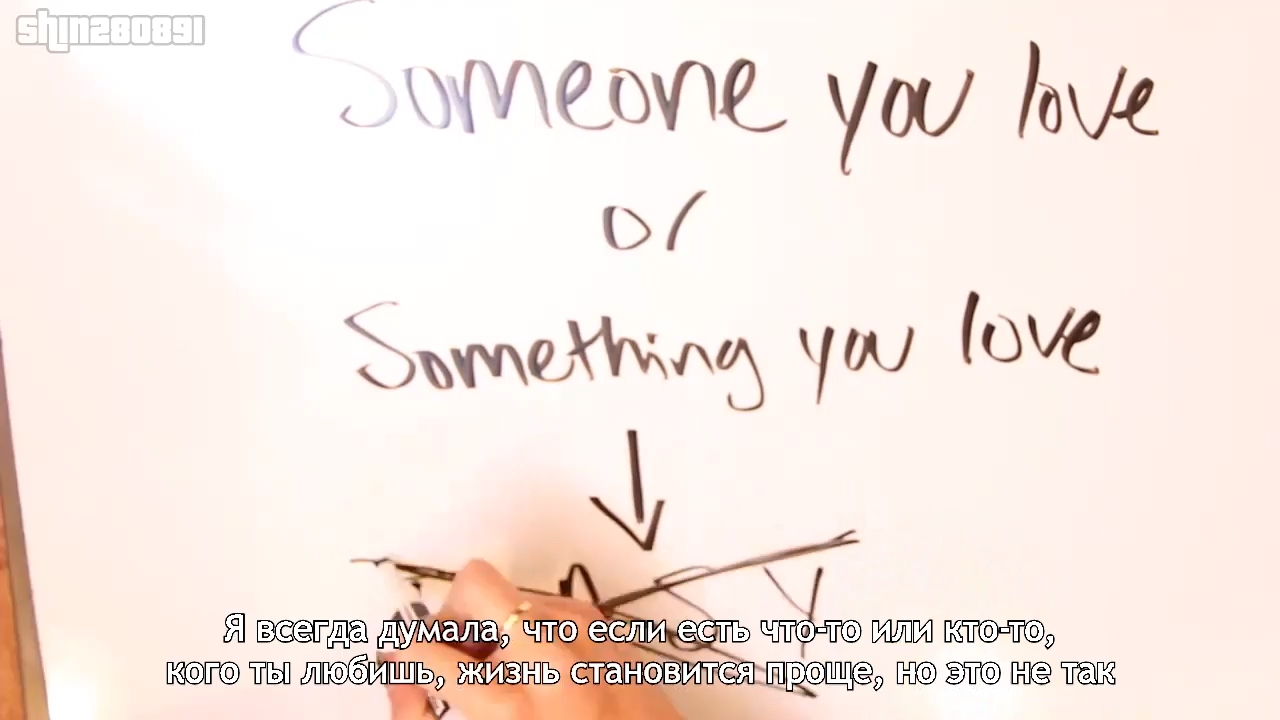 shin280891
Someone you love
or
Something you love
Я всегда думала, что если есть что-то или кто-то,
кого ты любишь, жизнь становится проще, но это не так